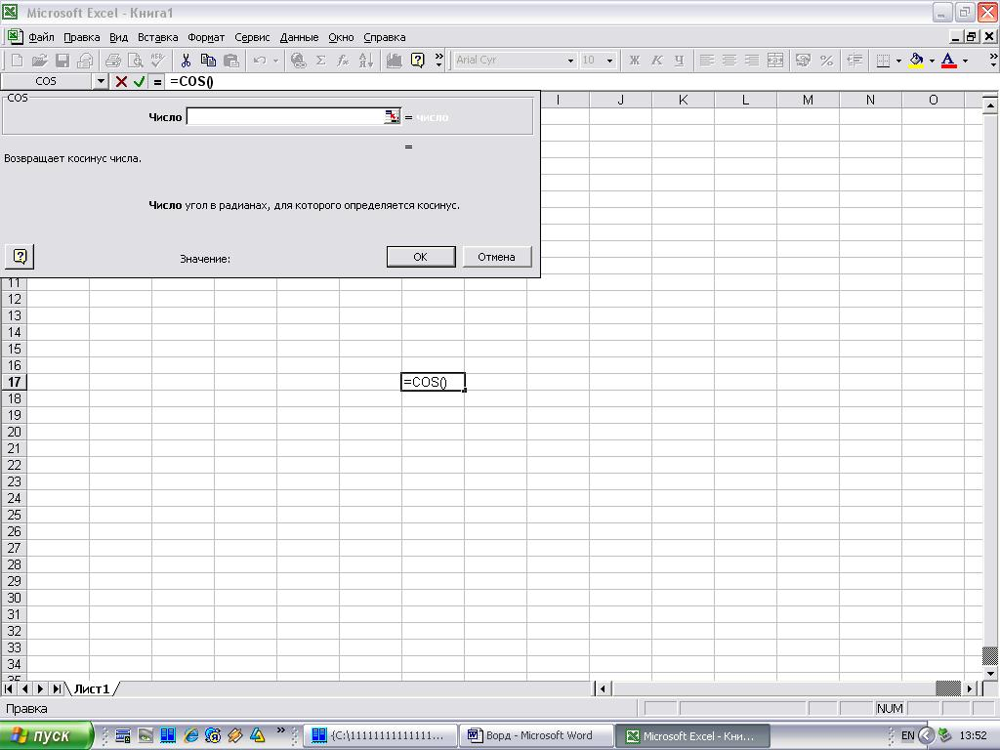 Microsoft Excel - Книга1
Файл Правка Вид Вставка Формат Сервис Данные Окно Справка
Arial Cyr 10 Ж К Ч
COS =COS()
COS
Число = число
=
Возвращает косинус числа.
Число угол в радианах, для которого определяется косинус.
Значение: OK Отмена
I J K L M N O
11
12
13
14
15
16
17 =COS()
18
19
20
21
22
23
24
25
26
27
28
29
30
31
32
33
34
35
Лист1
Правка NUM
пуск {C:\11111111111111... Ворд - Microsoft Word Microsoft Excel - Кни... EN 13:52